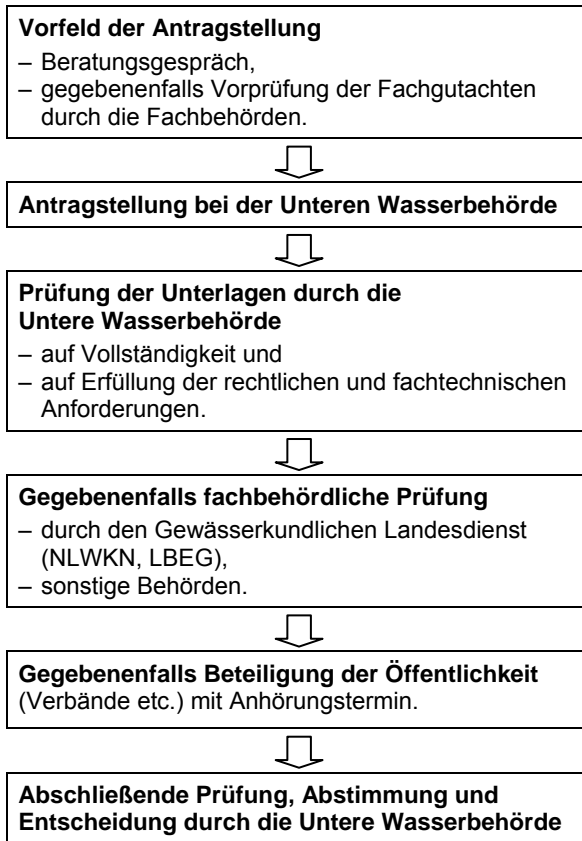 Vorfeld der Antragstellung
– Beratungsgespräch,
– gegebenenfalls Vorprüfung der Fachgutachten
durch die Fachbehörden.
Antragstellung bei der Unteren Wasserbehörde
Prüfung der Unterlagen durch die
Untere Wasserbehörde
– auf Vollständigkeit und
– auf Erfüllung der rechtlichen und fachtechnischen
Anforderungen.
Gegebenenfalls fachbehördliche Prüfung
– durch den Gewässerkundlichen Landesdienst
(NLWKN, LBEG),
– sonstige Behörden.
Gegebenenfalls Beteiligung der Öffentlichkeit
(Verbände etc.) mit Anhörungstermin.
Abschließende Prüfung, Abstimmung und
Entscheidung durch die Untere Wasserbehörde